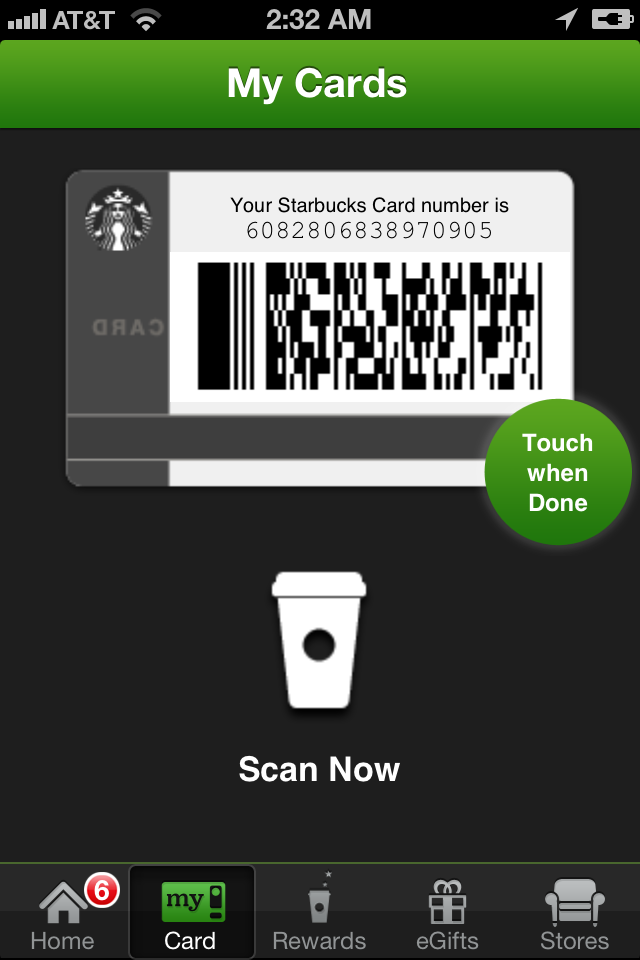 AT&T 2:32 AM
My Cards
Your Starbucks Card number is
6082806838970905
CARD
Touch
when
Done
Scan Now
6
my
Home Card Rewards eGifts Stores